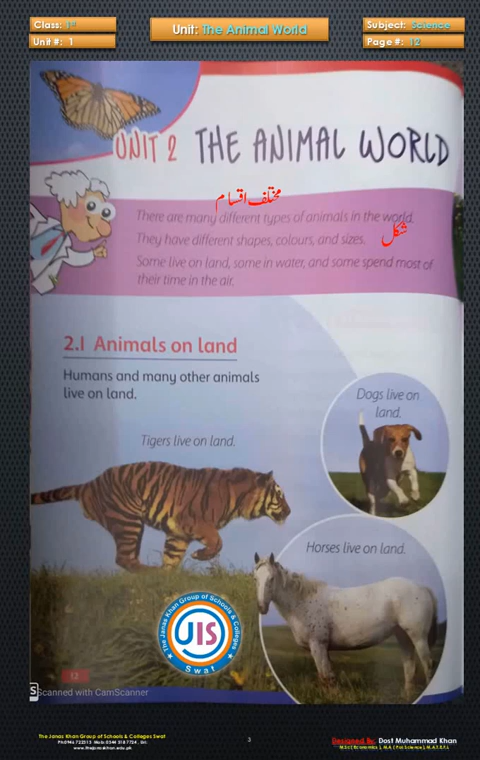 Class: 1st
Unit #: 1
Unit: The Animal World
Subject: Science
Page #: 12
UNIT 2 THE ANIMAL WORLD
مختلف اقسام
There are many different types of animals in the world.
شکل
They have different shapes, colours, and sizes.
Some live on land, some in water, and some spend most of
their time in the air.
2.1 Animals on land
Humans and many other animals
live on land.
Dogs live on
land.
Tigers live on land.
Horses live on land.
The Janas Khan Group of Schools & Colleges
JIS
Swat
12
Scanned with CamScanner
The Janas Khan Group of Schools & Colleges Swat
www.thejanaskhan.edu.pk
3
Designed By: Dost Muhammad Khan